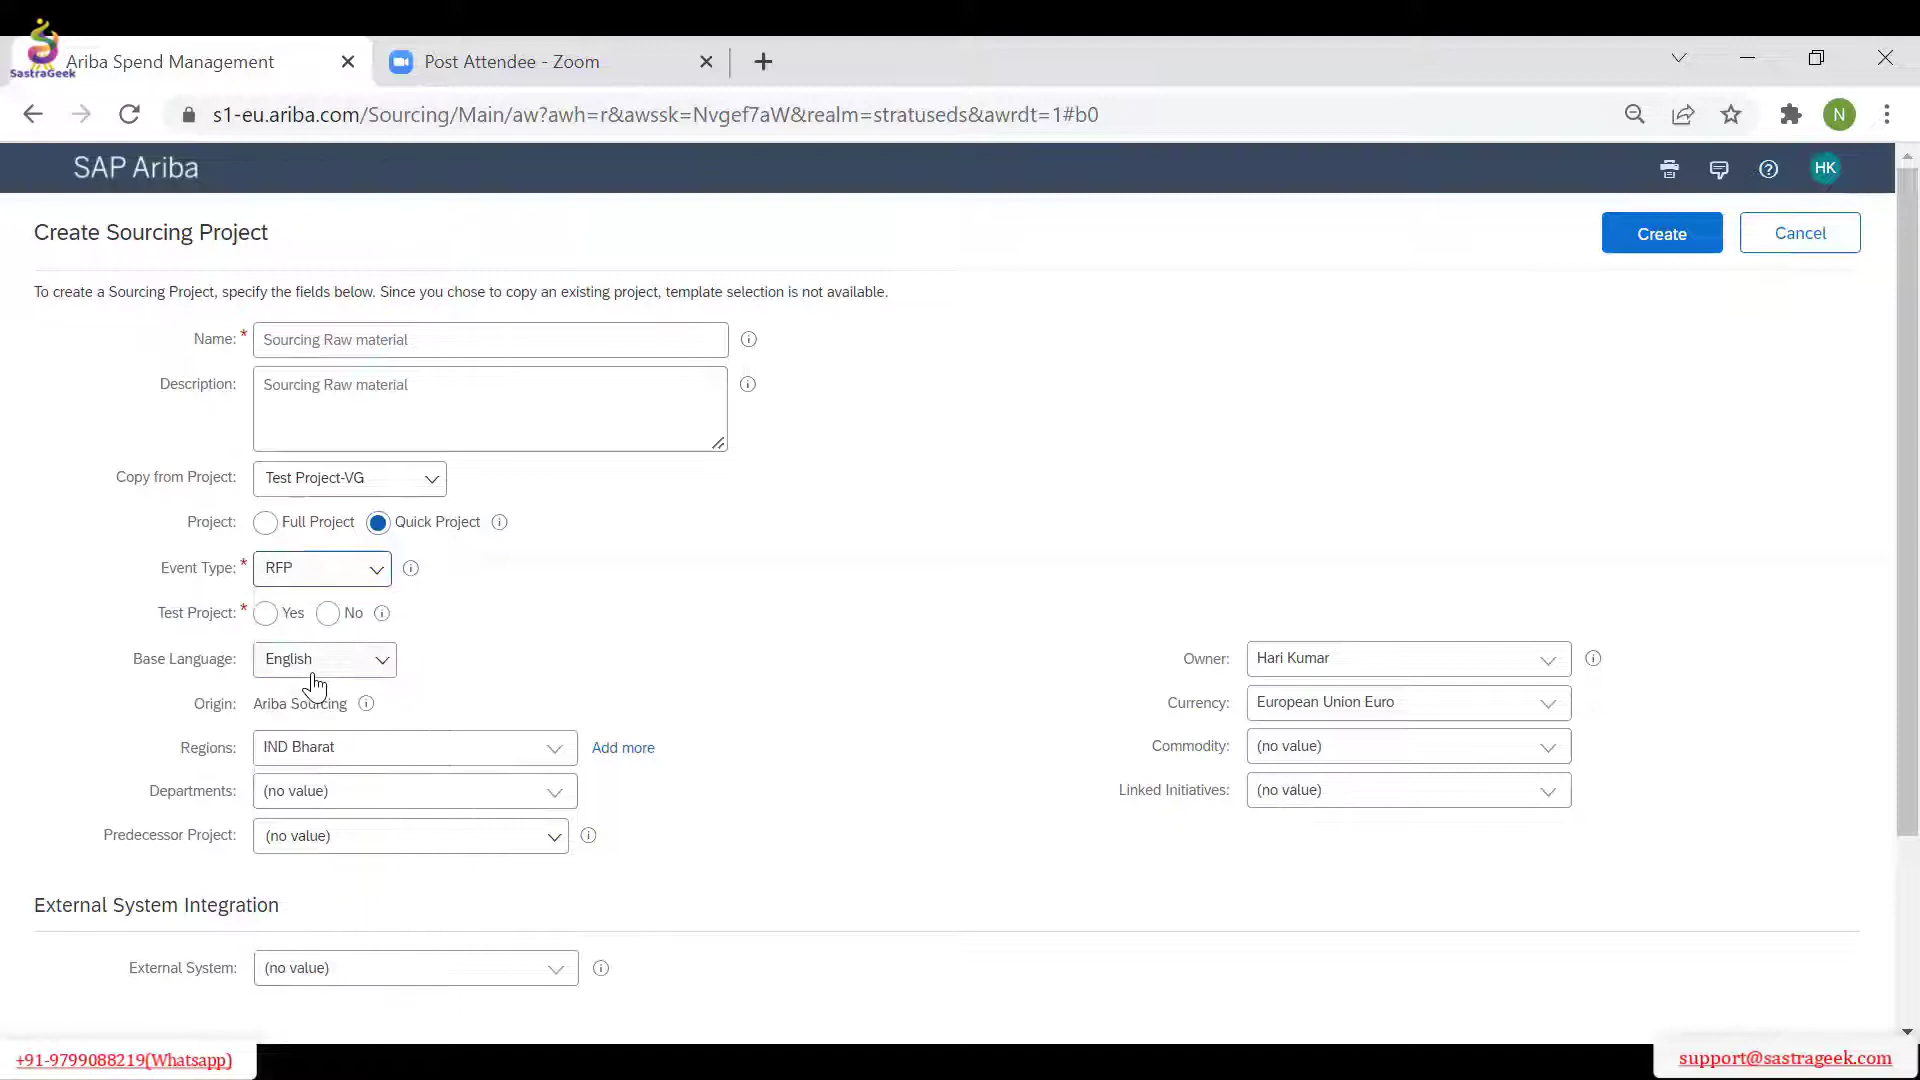 SastraGeek
Ariba Spend Management
Post Attendee - Zoom
s1-eu.ariba.com/Sourcing/Main/aw?awh=r&awssk=Nvgef7aW&realm=stratuseds&awrdt=1#b0
N
SAP Ariba
HK
Create Sourcing Project
Create
Cancel
To create a Sourcing Project, specify the fields below. Since you chose to copy an existing project, template selection is not available.
Name: * Sourcing Raw material
Description: Sourcing Raw material
Copy from Project: Test Project-VG
Project: Full Project Quick Project
Event Type: * RFP
Test Project: * Yes No
Base Language: English
Owner: Hari Kumar
Origin: Ariba Sourcing
Currency: European Union Euro
Regions: IND Bharat Add more
Commodity: (no value)
Departments: (no value)
Linked Initiatives: (no value)
Predecessor Project: (no value)
External System Integration
External System: (no value)
+91-9799088219(Whatsapp)
support@sastrageek.com